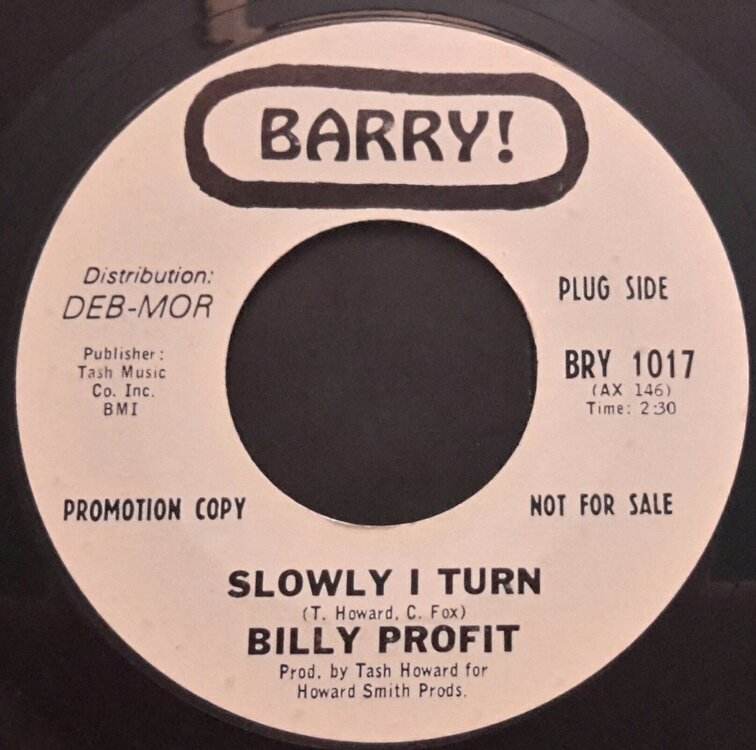 BARRY!
Distribution:
DEB-MOR
Publisher:
Tash Music
Co. Inc.
BMI
PLUG SIDE
BRY 1017
(AX 146)
Time: 2:30
PROMOTION COPY
NOT FOR SALE
SLOWLY I TURN
(T. Howard, C. Fox)
BILLY PROFIT
Prod. by Tash Howard for
Howard Smith Prods.